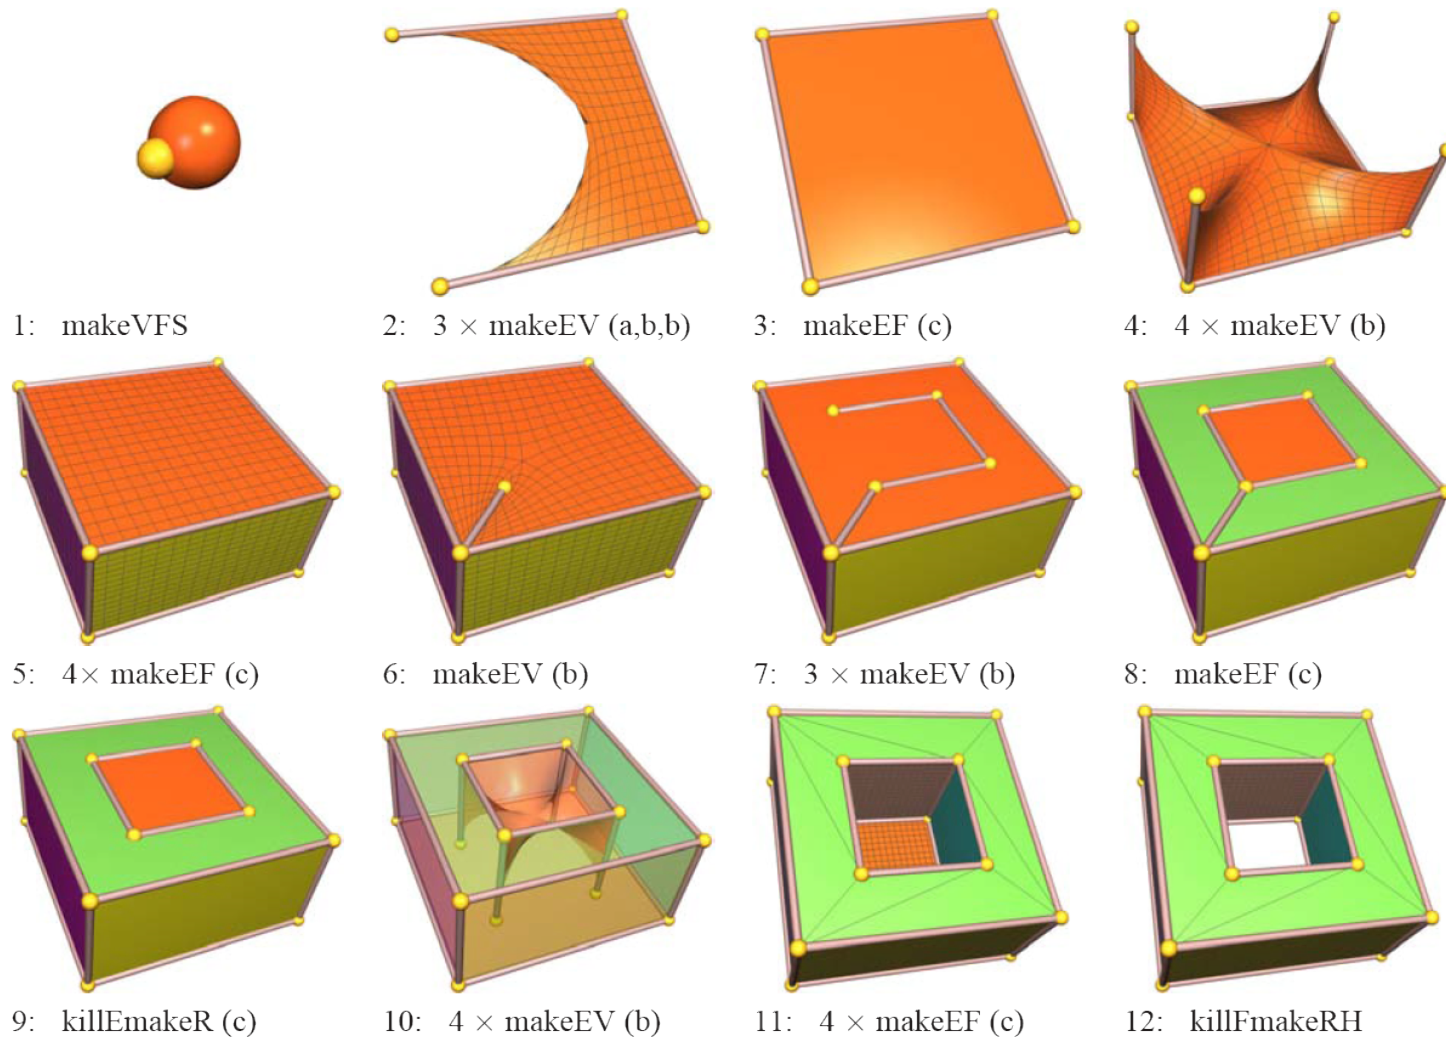 1: makeVFS
2: 3 × makeEV (a,b,b)
3: makeEF (c)
4: 4 × makeEV (b)
5: 4× makeEF (c)
6: makeEV (b)
7: 3 × makeEV (b)
8: makeEF (c)
9: killEmakeR (c)
10: 4 × makeEV (b)
11: 4 × makeEF (c)
12: killFmakeRH